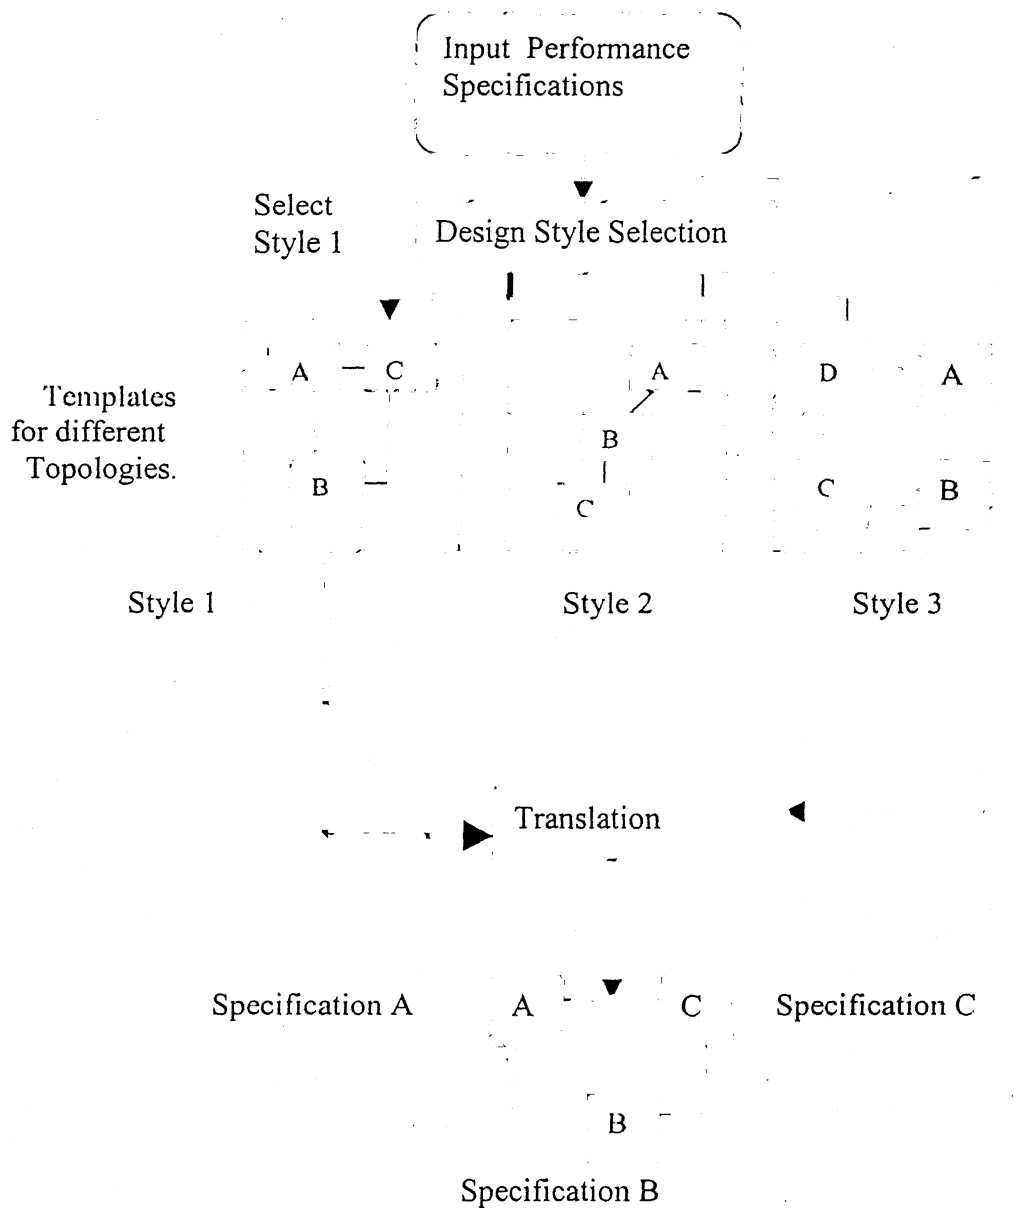 Input Performance
Specifications
Select
Style 1
Design Style Selection
A
C
A
D
A
Templates
for different
Topologies.
B
B
C
C
B
Style 1
Style 2
Style 3
Translation
Specification A
A
C
Specification C
B
Specification B